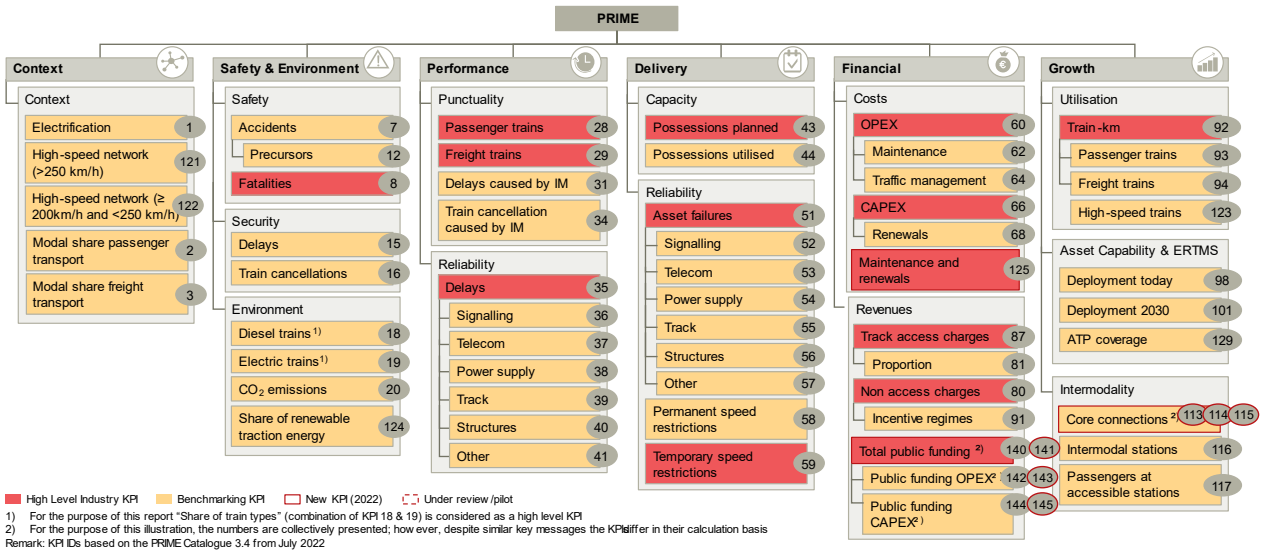 PRIME
Context
Context
Electrification 1
High-speed network
(>250 km/h) 121
High-speed network (≥
200km/h and <250 km/h) 122
Modal share passenger
transport 2
Modal share freight
transport 3
Safety & Environment
Safety
Accidents 7
Precursors 12
Fatalities 8
Security
Delays 15
Train cancellations 16
Environment
Diesel trains 1) 18
Electric trains 1) 19
CO2 emissions 20
Share of renewable
traction energy 124
Performance
Punctuality
Passenger trains 28
Freight trains 29
Delays caused by IM 31
Train cancellation
caused by IM 34
Reliability
Delays 35
Signalling 36
Telecom 37
Power supply 38
Track 39
Structures 40
Other 41
Delivery
Capacity
Possessions planned 43
Possessions utilised 44
Reliability
Asset failures 51
Signalling 52
Telecom 53
Power supply 54
Track 55
Structures 56
Other 57
Permanent speed
restrictions 58
Temporary speed
restrictions 59
Financial
Costs
OPEX 60
Maintenance 62
Traffic management 64
CAPEX 66
Renewals 68
Maintenance and
renewals 125
Revenues
Track access charges 87
Proportion 81
Non access charges 80
Incentive regimes 91
Total public funding 2) 140 141
Public funding OPEX2 142 143
Public funding
CAPEX2) 144 145
Growth
Utilisation
Train-km 92
Passenger trains 93
Freight trains 94
High-speed trains 123
Asset Capability & ERTMS
Deployment today 98
Deployment 2030 101
ATP coverage 129
Intermodality
Core connections 2) 113 114 115
Intermodal stations 116
Passengers at
accessible stations 117
High Level Industry KPI Benchmarking KPI New KPI (2022) Under review/pilot
1) For the purpose of this report "Share of train types" (combination of KPI 18 & 19) is considered as a high level KPI
2) For the purpose of this illustration, the numbers are collectively presented; however, despite similar key messages the KPIs differ in their calculation basis
Remark: KPI IDs based on the PRIME Catalogue 3.4 from July 2022